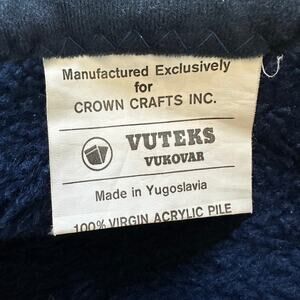 Manufactured Exclusively
for
CROWN CRAFTS INC.
VUTEKS
VUKOVAR
Made in Yugoslavia
100% VIRGIN ACRYLIC PILE